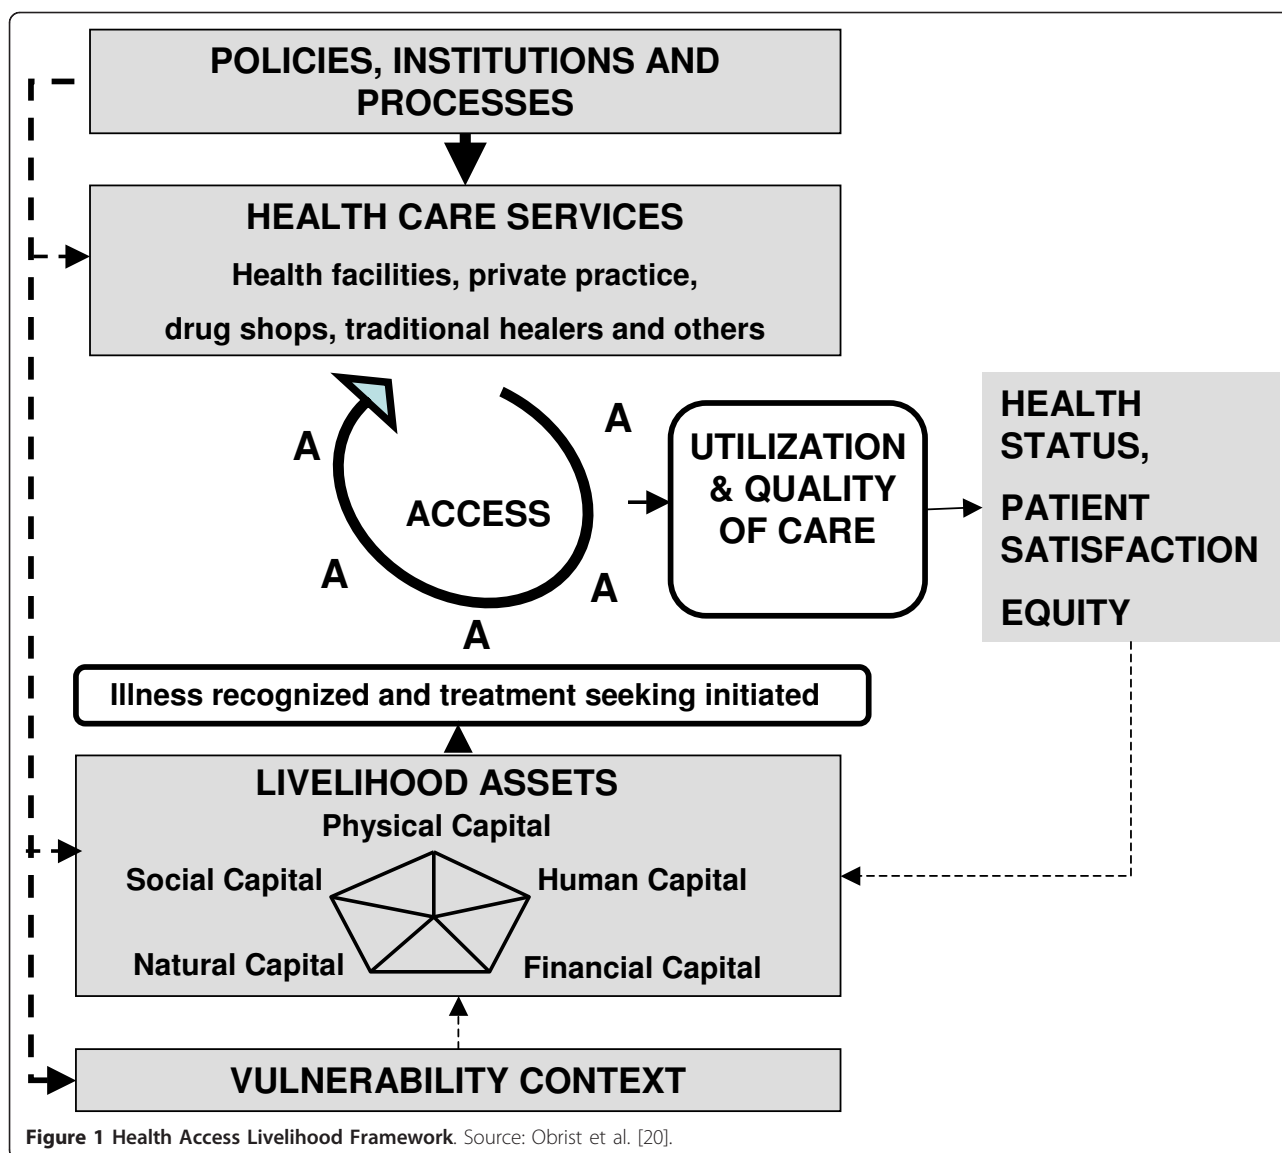 POLICIES, INSTITUTIONS AND
PROCESSES
HEALTH CARE SERVICES
Health facilities, private practice,
drug shops, traditional healers and others
A
A
ACCESS
A
A
A
UTILIZATION
& QUALITY
OF CARE
HEALTH
STATUS,
PATIENT
SATISFACTION
EQUITY
Illness recognized and treatment seeking initiated
LIVELIHOOD ASSETS
Physical Capital
Social Capital
Human Capital
Natural Capital
Financial Capital
VULNERABILITY CONTEXT
Figure 1 Health Access Livelihood Framework. Source: Obrist et al. [20].